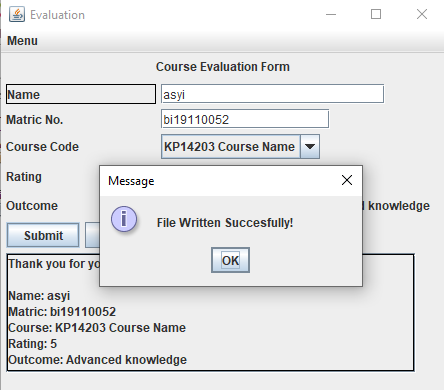 Evaluation
Menu
Course Evaluation Form
Name asyi
Matric No. bi19110052
Course Code KP14203 Course Name
Rating
Message
File Written Succesfully!
OK
Outcome knowledge
Submit
Thank you for
Name: asyi
Matric: bi19110052
Course: KP14203 Course Name
Rating: 5
Outcome: Advanced knowledge